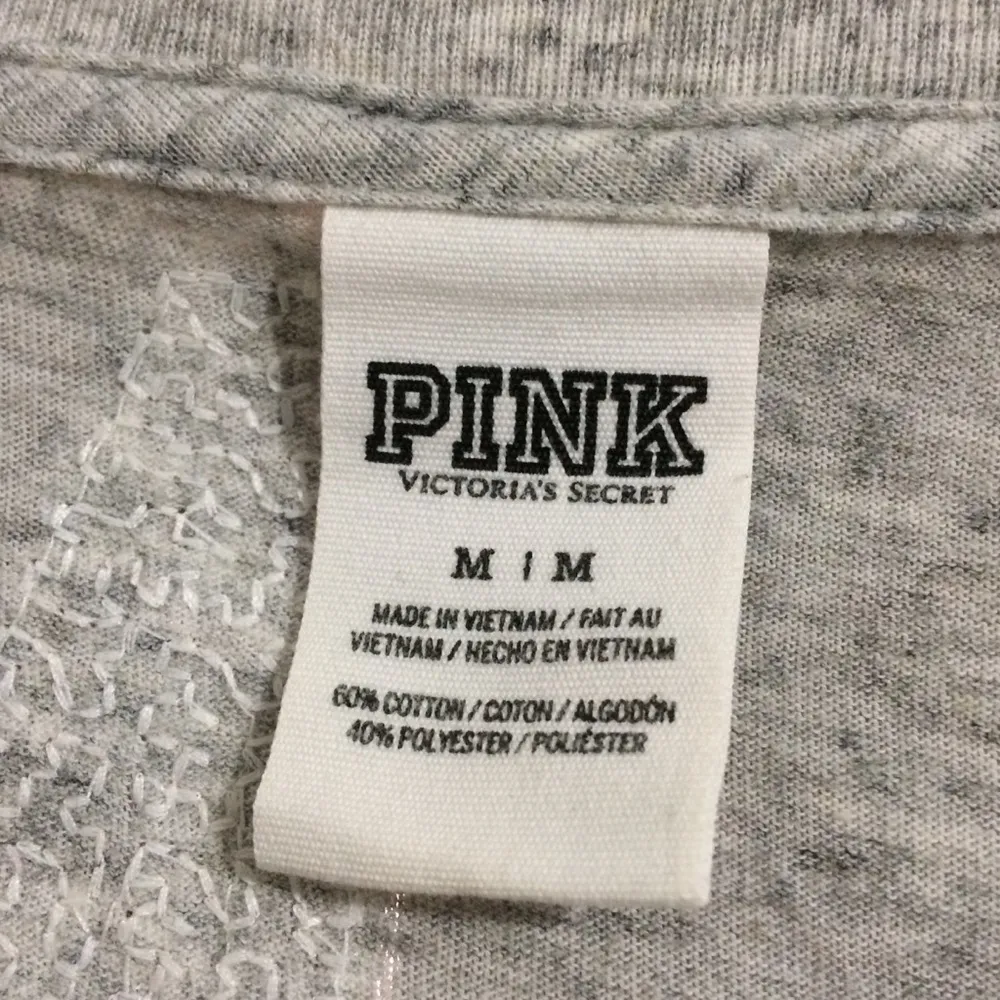 PINK
VICTORIA'S SECRET
M | M
MADE IN VIETNAM / FAIT AU
VIETNAM / HECHO EN VIETNAM
60% COTTON / COTON / ALGODÓN
40% POLYESTER / POLIÉSTER